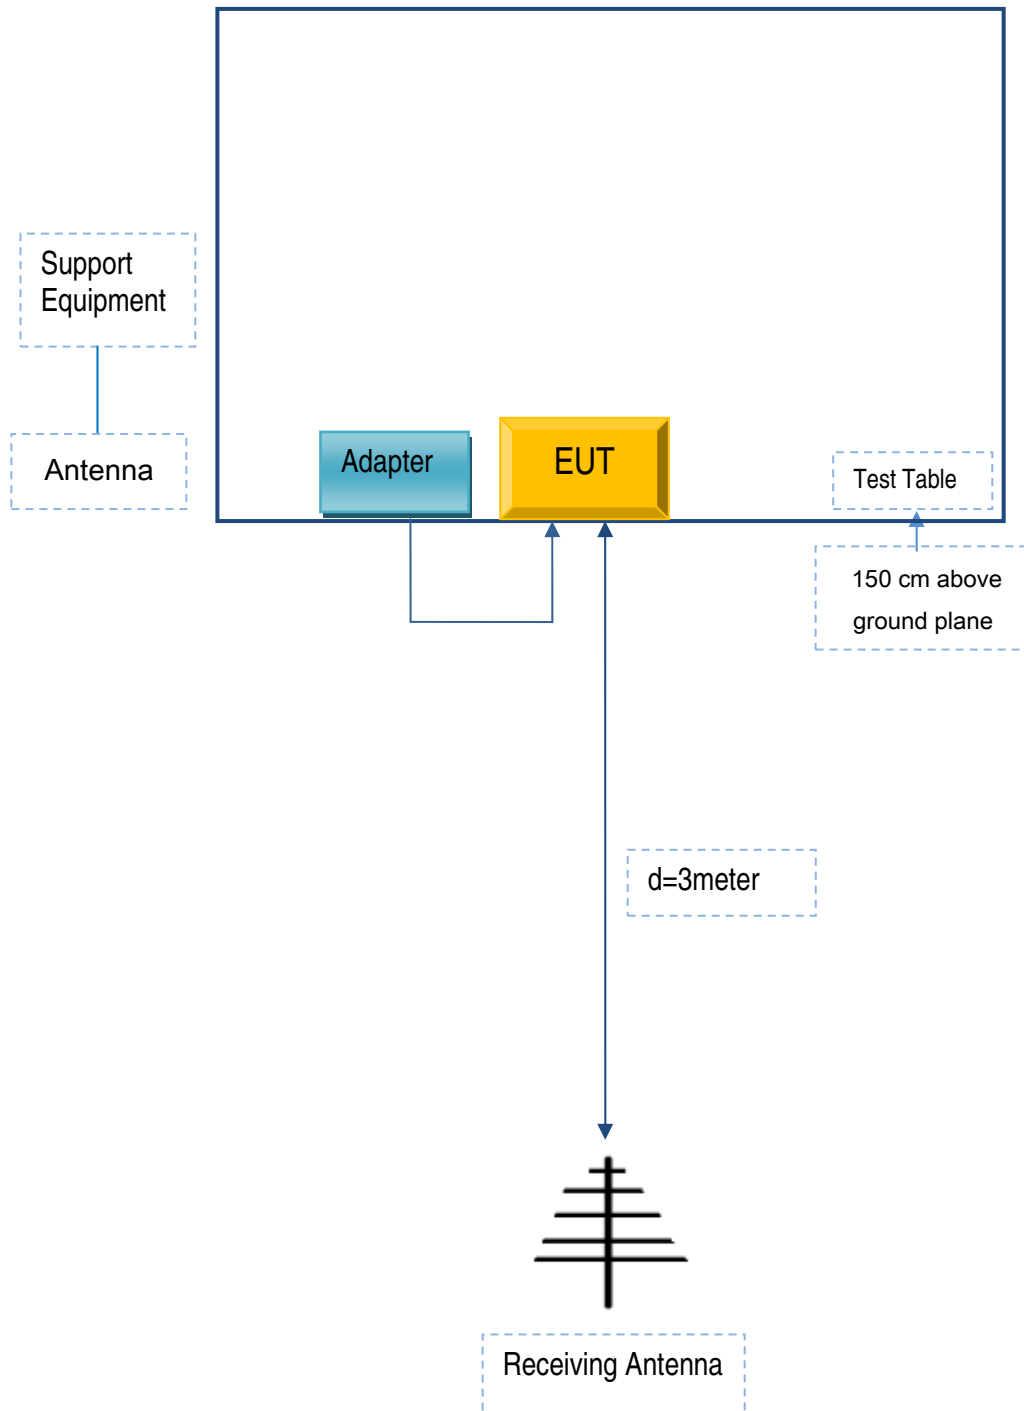 Support
Equipment
Antenna
Adapter
EUT
Test Table
150 cm above
ground plane
d=3meter
Receiving Antenna